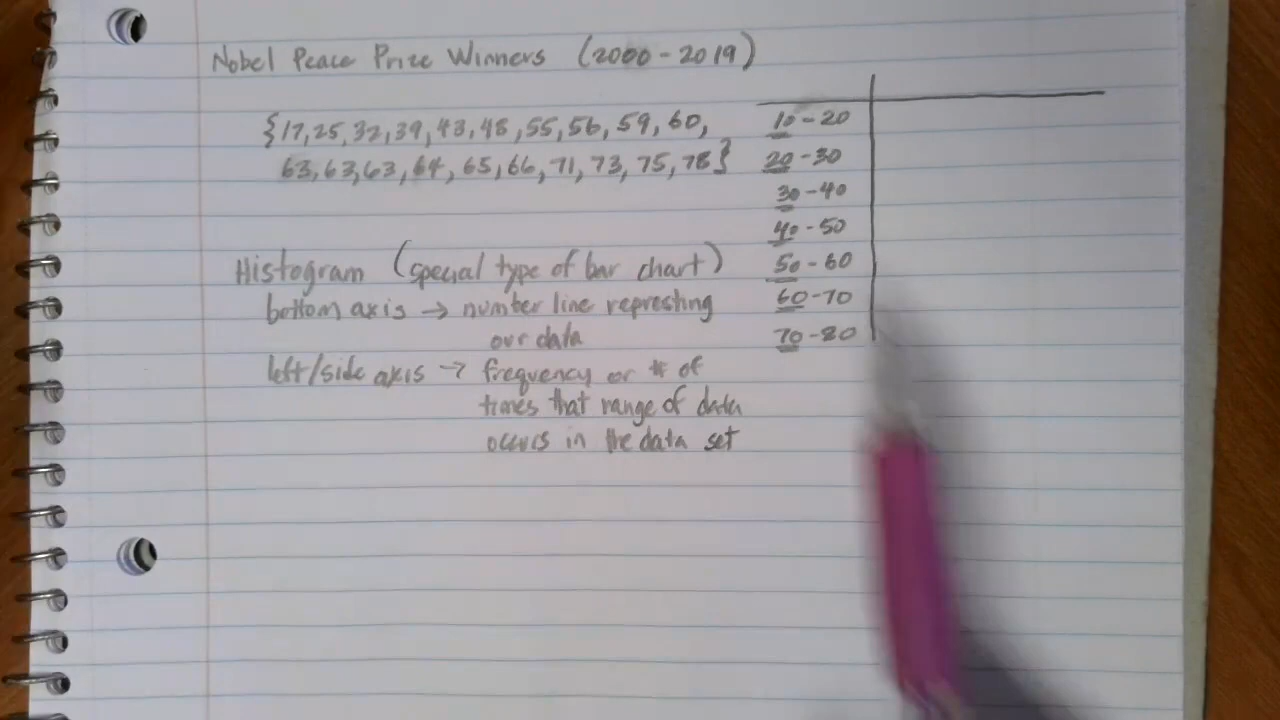 Nobel Peace Prize Winners (2000-2019)
{17,25,32,39,43,48,55,56,59,60,
63,63,63,64,65,66,71,73,75,78}
10-20
20-30
30-40
40-50
50-60
60-70
70-80
Histogram (special type of bar chart)
bottom axis → number line represting
our data
left/side axis → frequency or # of
times that range of data
occurs in the data set